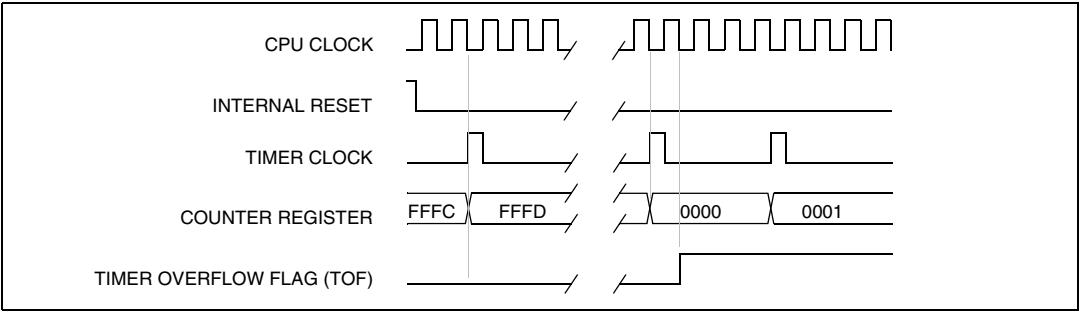 CPU CLOCK
INTERNAL RESET
TIMER CLOCK
COUNTER REGISTER FFFC FFFD 0000 0001
TIMER OVERFLOW FLAG (TOF)